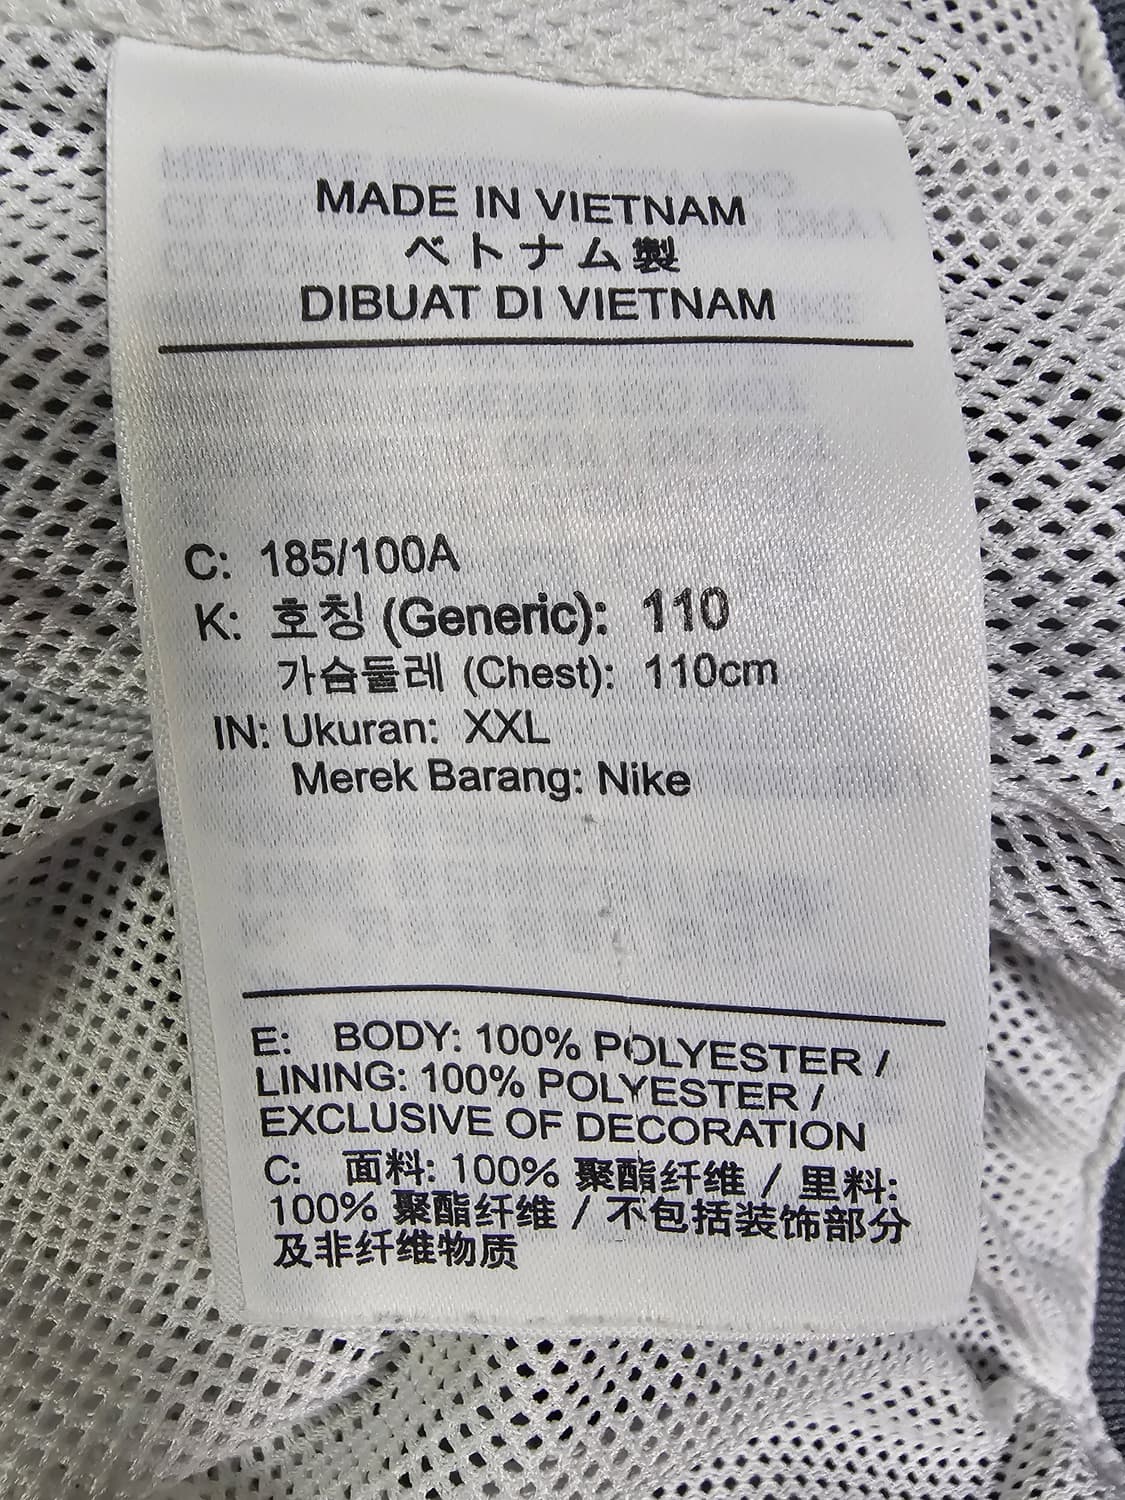 MADE IN VIETNAM
ベトナム製
DIBUAT DI VIETNAM
C: 185/100A
K: 호칭 (Generic): 110
가슴둘레 (Chest): 110cm
IN: Ukuran: XXL
Merek Barang: Nike
E: BODY: 100% POLYESTER /
LINING: 100% POLYESTER /
EXCLUSIVE OF DECORATION
C: 面料: 100% 聚酯纤维 / 里料:
100% 聚酯纤维 / 不包括装饰部分
及非纤维物质